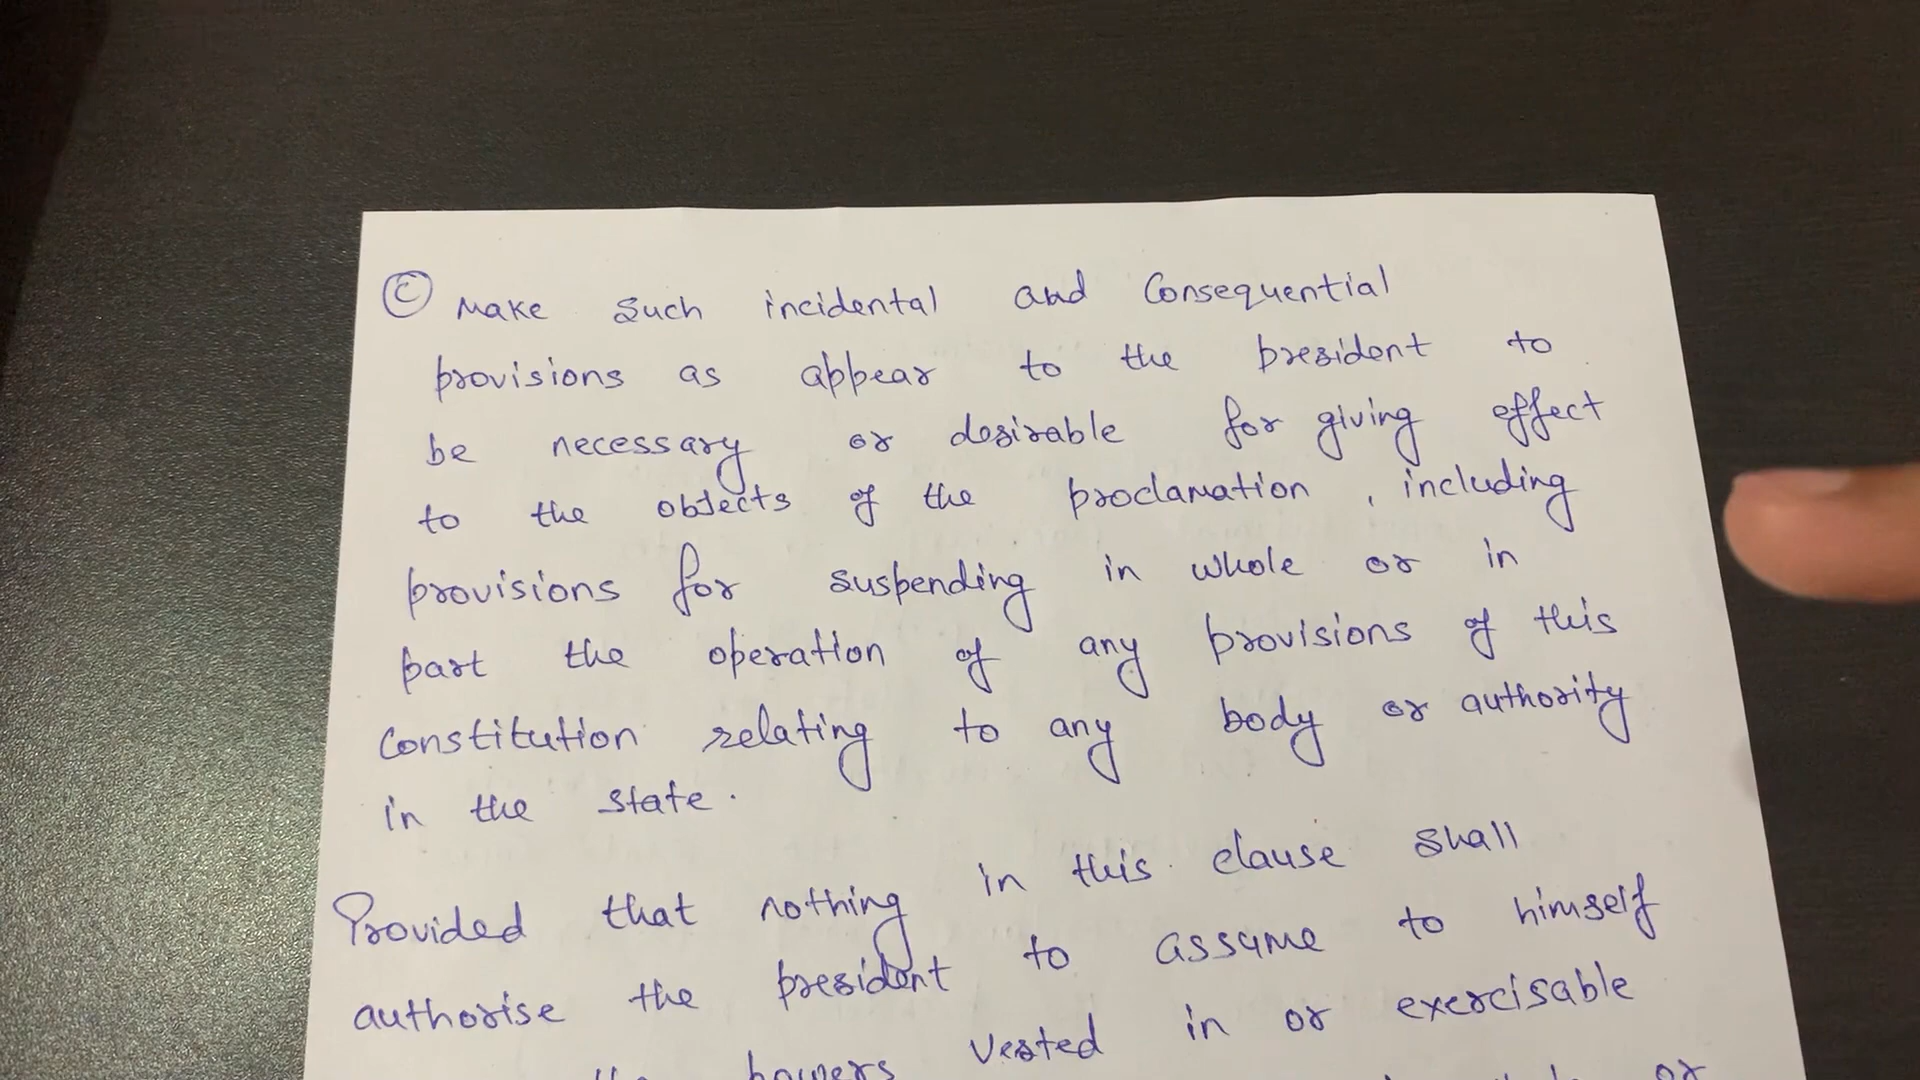 Ⓒ Make such incidental and Consequential
provisions as appear to the president to
be necessary or desirable for giving effect
to the objects of the proclamation, including
provisions for suspending in whole or in
part the operation of any provisions of this
Constitution relating to any body or authority
in the state.
Provided that nothing in this clause shall
authorise the president to assume to himself
powers vested in or exercisable
or